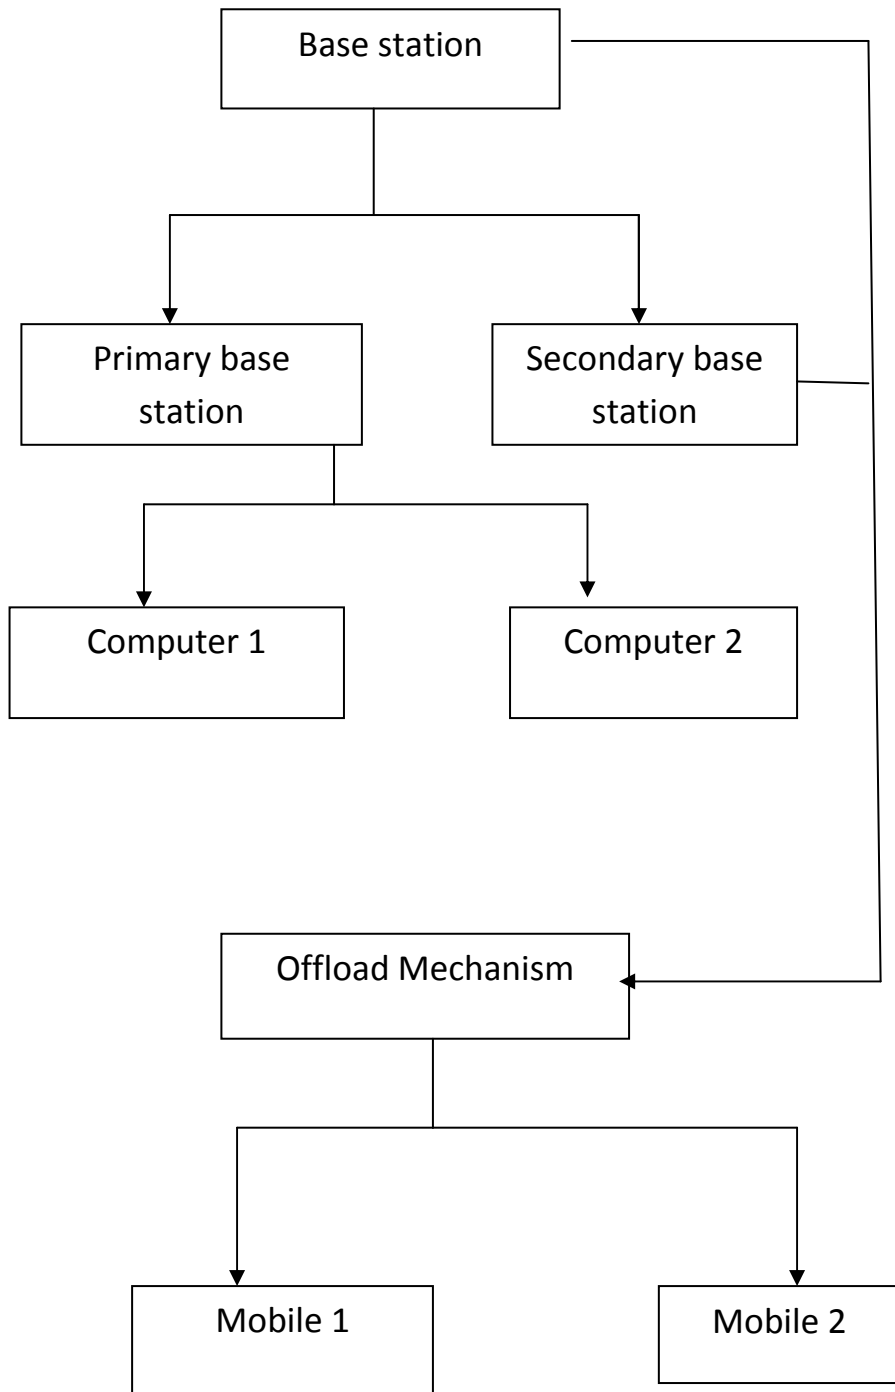 Base station
Primary base
station
Secondary base
station
Computer 1
Computer 2
Offload Mechanism
Mobile 1
Mobile 2